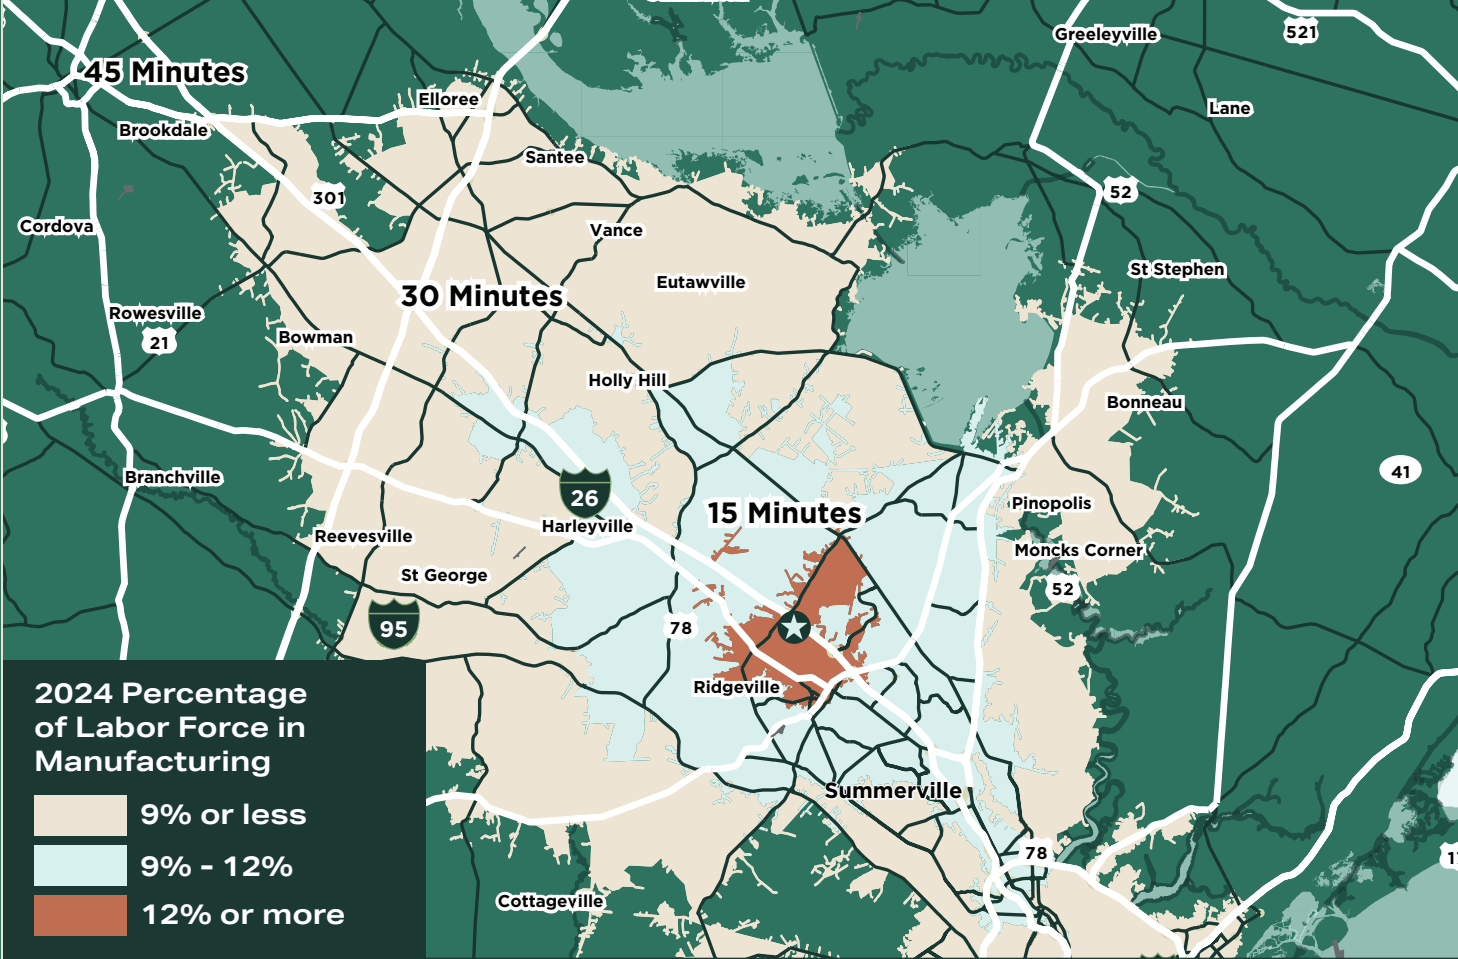 Greeleyville
521
45 Minutes
Elloree
Lane
Brookdale
Santee
301
52
Cordova
Vance
St Stephen
Eutawville
30 Minutes
Rowesville
21
Bowman
Holly Hill
Bonneau
Branchville
41
26
Pinopolis
15 Minutes
Harleyville
Reevesville
Moncks Corner
St George
52
95
78
Ridgeville
Summerville
78
Cottageville
2024 Percentage
of Labor Force in
Manufacturing
9% or less
9% - 12%
12% or more